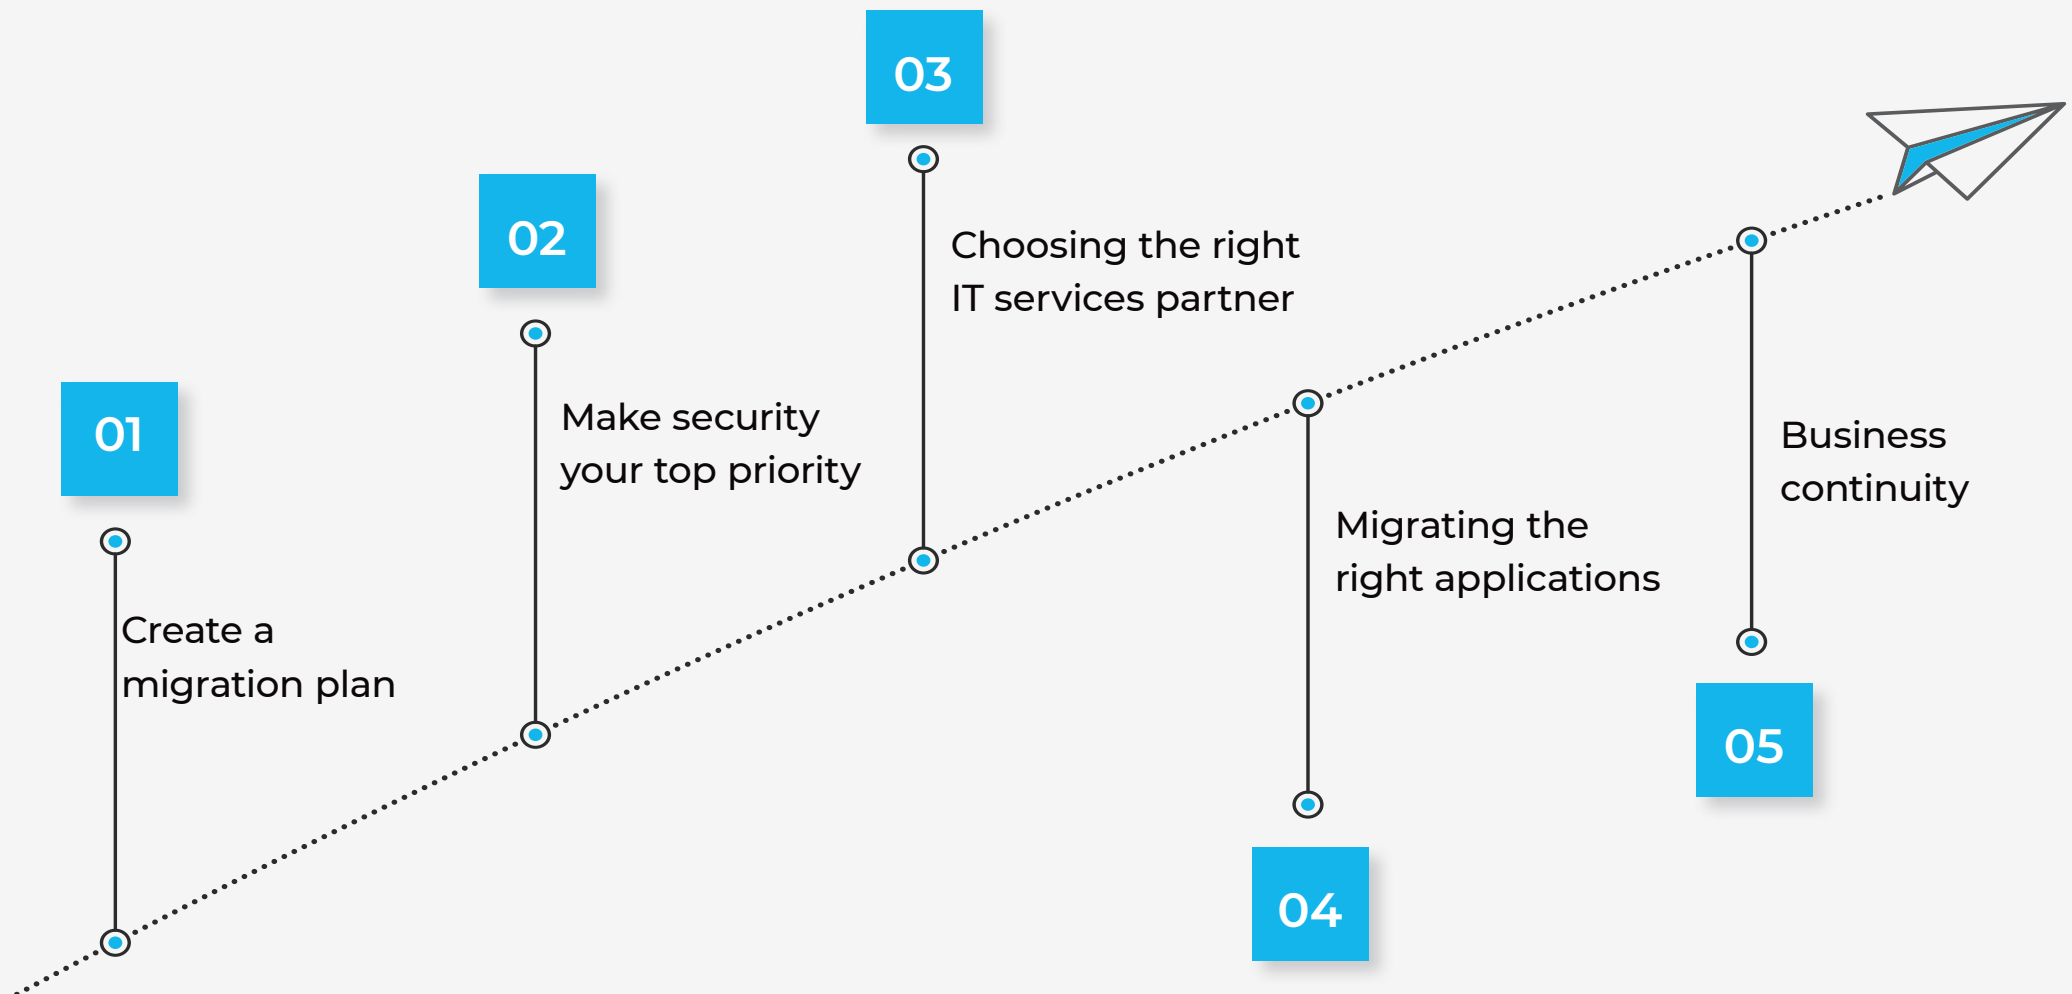 01
Create a
migration plan
02
Make security
your top priority
03
Choosing the right
IT services partner
04
Migrating the
right applications
05
Business
continuity